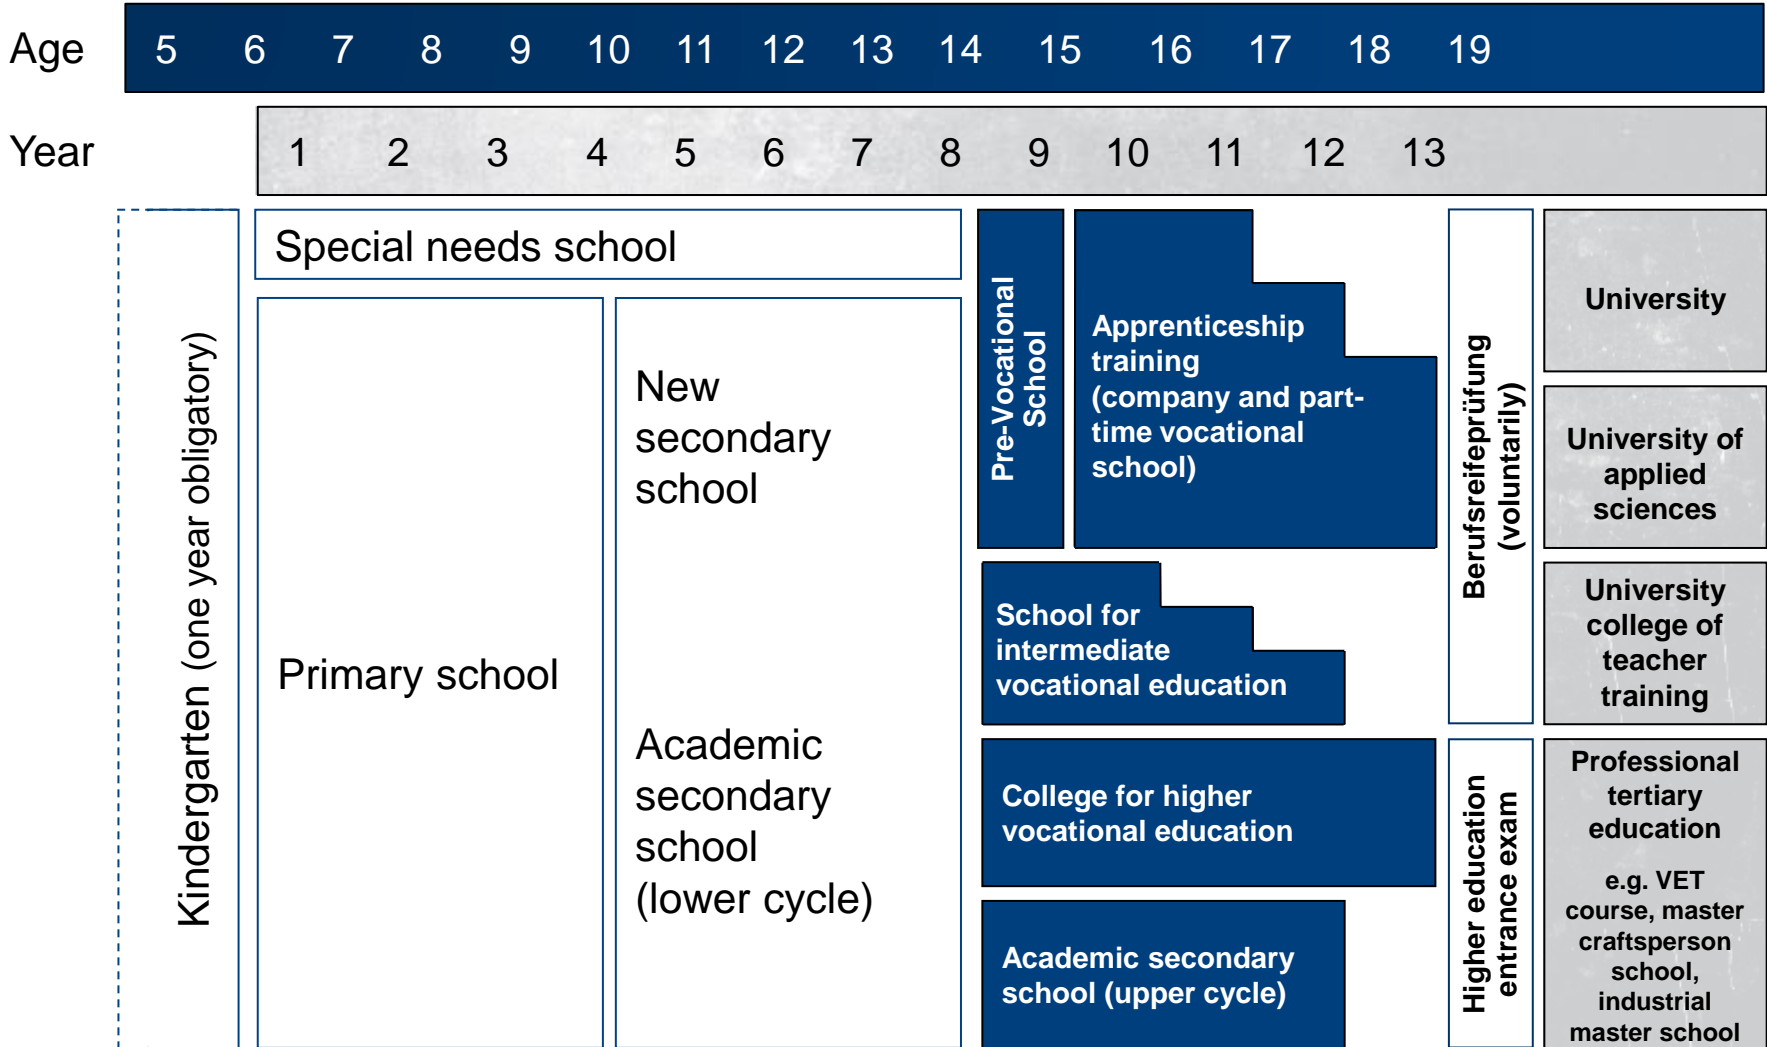 Age 5 6 7 8 9 10 11 12 13 14 15 16 17 18 19
Year 1 2 3 4 5 6 7 8 9 10 11 12 13
Kindergarten (one year obligatory)
Special needs school
Primary school
New
secondary
school
Academic
secondary
school
(lower cycle)
Pre-Vocational
School
Apprenticeship
training
(company and part-
time vocational
school)
School for
intermediate
vocational education
College for higher
vocational education
Academic secondary
school (upper cycle)
Berufsreifeprüfung
(voluntarily)
Higher education
entrance exam
University
University of
applied
sciences
University
college of
teacher
training
Professional
tertiary
education
e.g. VET
course, master
craftsperson
school,
industrial
master school